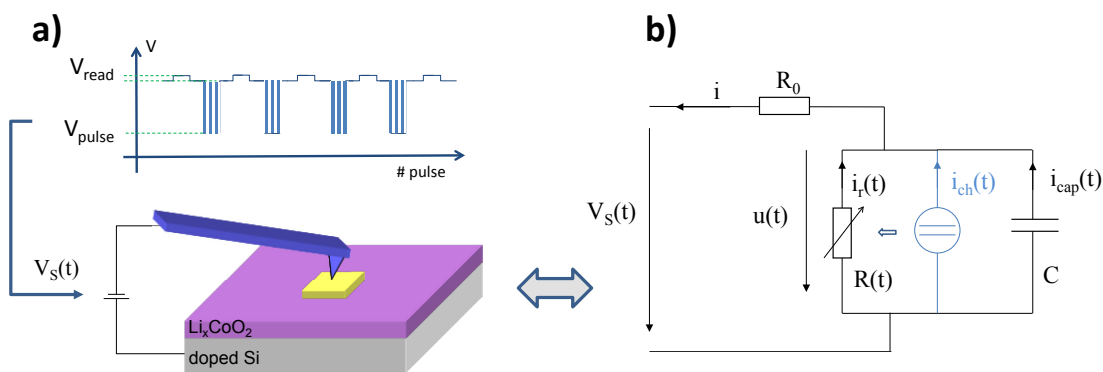 a)
V
Vread
Vpulse
# pulse
VS(t)
LixCoO2
doped Si
b)
i
R0
VS(t)
u(t)
ir(t)
ich(t)
icap(t)
R(t)
C